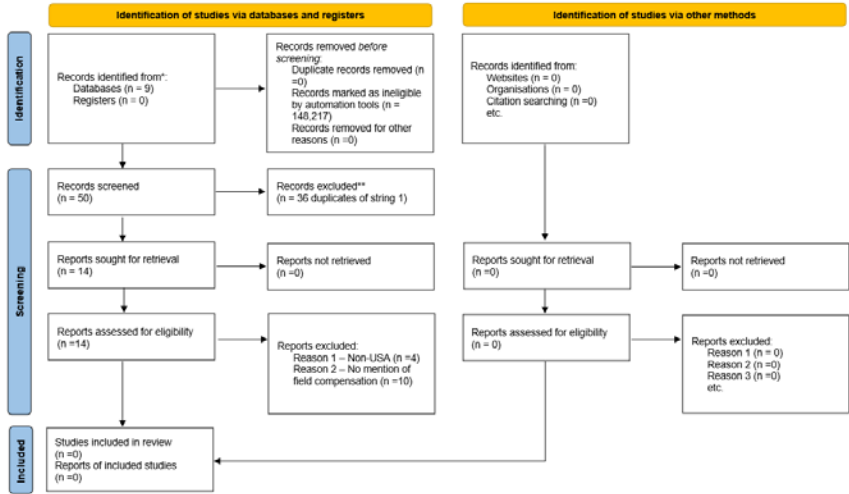 Identification of studies via databases and registers
Identification of studies via other methods
Identification
Records identified from*:
Databases (n = 9)
Registers (n = 0)
Records removed before
screening:
Duplicate records removed (n
=0)
Records marked as ineligible
by automation tools (n =
148,217)
Records removed for other
reasons (n =0)
Records identified from:
Websites (n = 0)
Organisations (n = 0)
Citation searching (n =0)
etc.
Screening
Records screened
(n = 50)
Records excluded**
(n = 36 duplicates of string 1)
Reports sought for retrieval
(n = 14)
Reports not retrieved
(n =0)
Reports sought for retrieval
(n =0)
Reports not retrieved
(n =0)
Reports assessed for eligibility
(n =14)
Reports excluded:
Reason 1 – Non-USA (n =4)
Reason 2 – No mention of
field compensation (n =10)
Reports assessed for eligibility
(n = 0)
Reports excluded:
Reason 1 (n = 0)
Reason 2 (n =0)
Reason 3 (n =0)
etc.
Included
Studies included in review
(n =0)
Reports of included studies
(n =0)